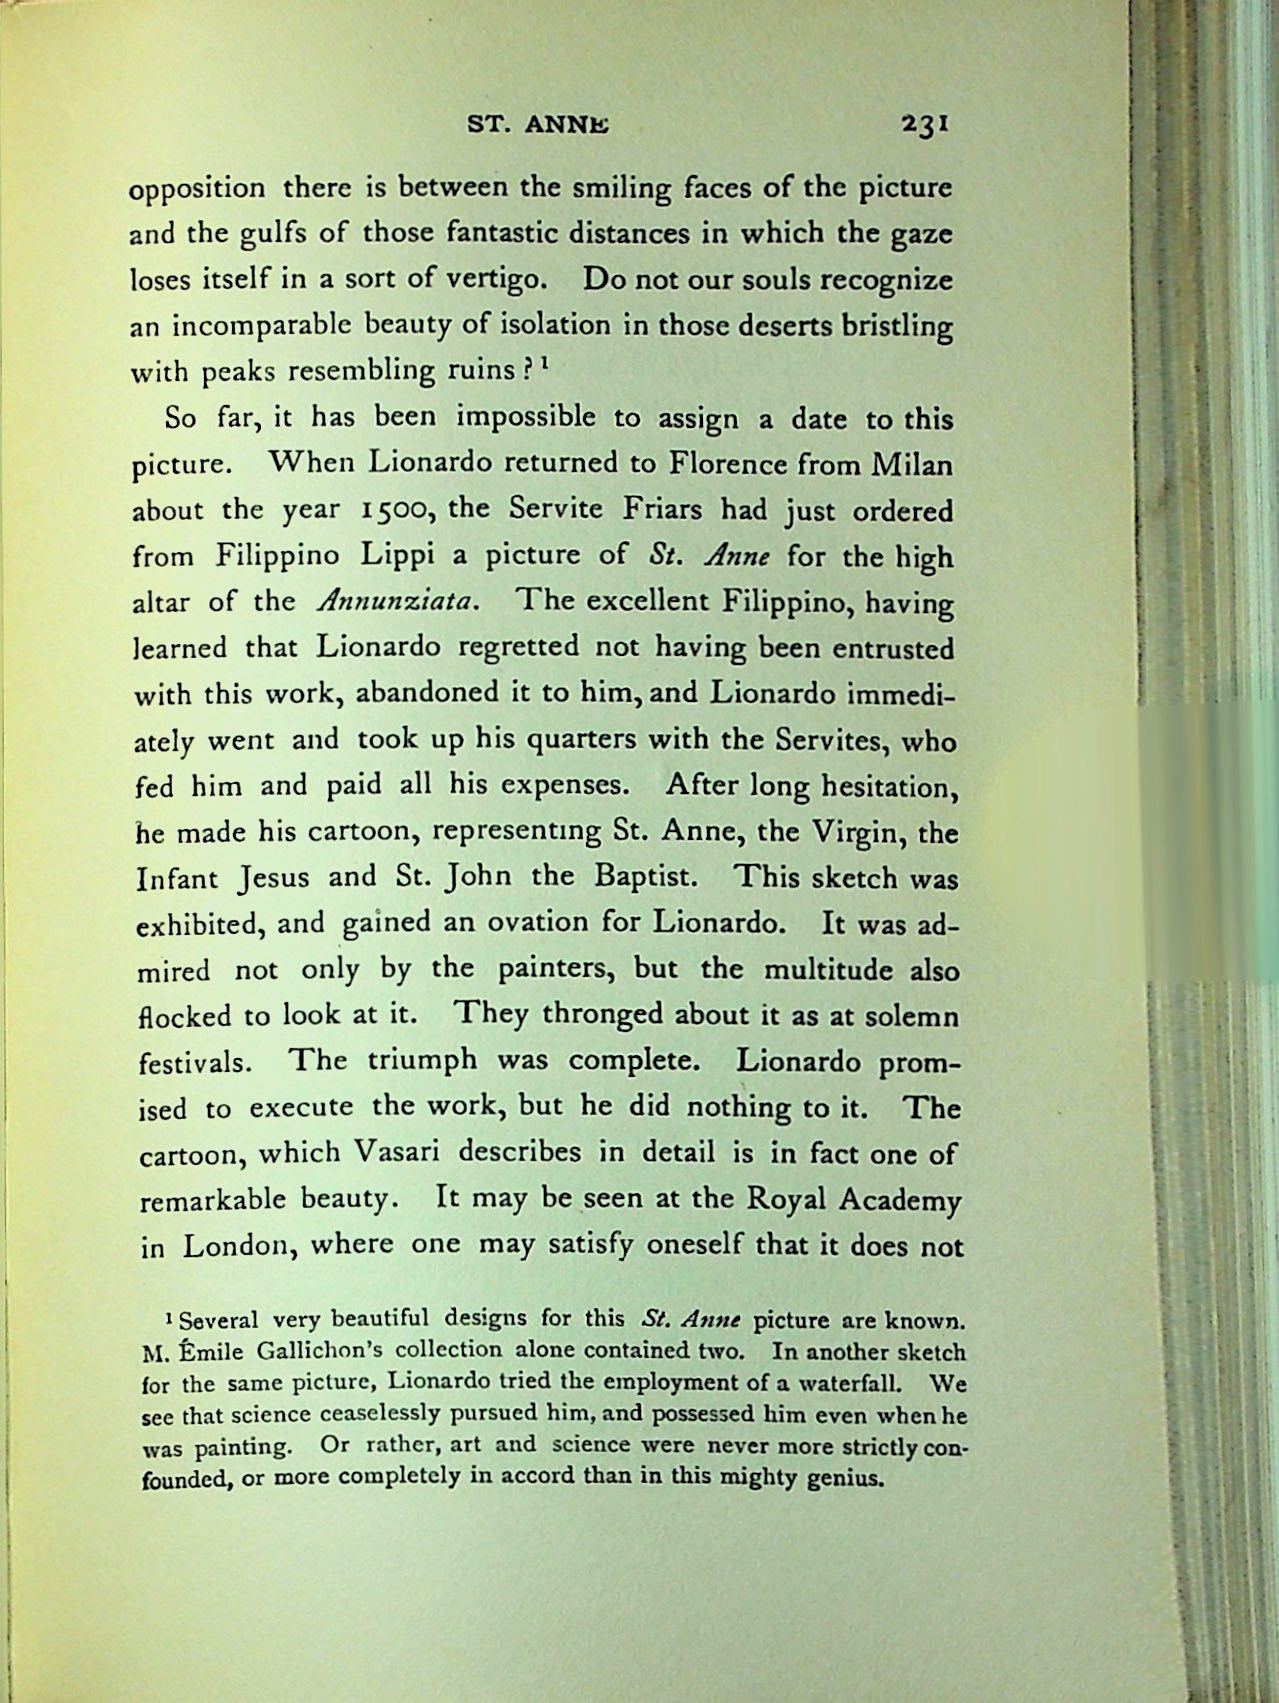 ST. ANNE 231
opposition there is between the smiling faces of the picture
and the gulfs of those fantastic distances in which the gaze
loses itself in a sort of vertigo. Do not our souls recognize
an incomparable beauty of isolation in those deserts bristling
with peaks resembling ruins ?¹
So far, it has been impossible to assign a date to this
picture. When Lionardo returned to Florence from Milan
about the year 1500, the Servite Friars had just ordered
from Filippino Lippi a picture of St. Anne for the high
altar of the Annunziata. The excellent Filippino, having
learned that Lionardo regretted not having been entrusted
with this work, abandoned it to him, and Lionardo immedi-
ately went and took up his quarters with the Servites, who
fed him and paid all his expenses. After long hesitation,
he made his cartoon, representing St. Anne, the Virgin, the
Infant Jesus and St. John the Baptist. This sketch was
exhibited, and gained an ovation for Lionardo. It was ad-
mired not only by the painters, but the multitude also
flocked to look at it. They thronged about it as at solemn
festivals. The triumph was complete. Lionardo prom-
ised to execute the work, but he did nothing to it. The
cartoon, which Vasari describes in detail is in fact one of
remarkable beauty. It may be seen at the Royal Academy
in London, where one may satisfy oneself that it does not
¹ Several very beautiful designs for this St. Anne picture are known.
M. Émile Gallichon's collection alone contained two. In another sketch
for the same picture, Lionardo tried the employment of a waterfall. We
see that science ceaselessly pursued him, and possessed him even when he
was painting. Or rather, art and science were never more strictly con-
founded, or more completely in accord than in this mighty genius.